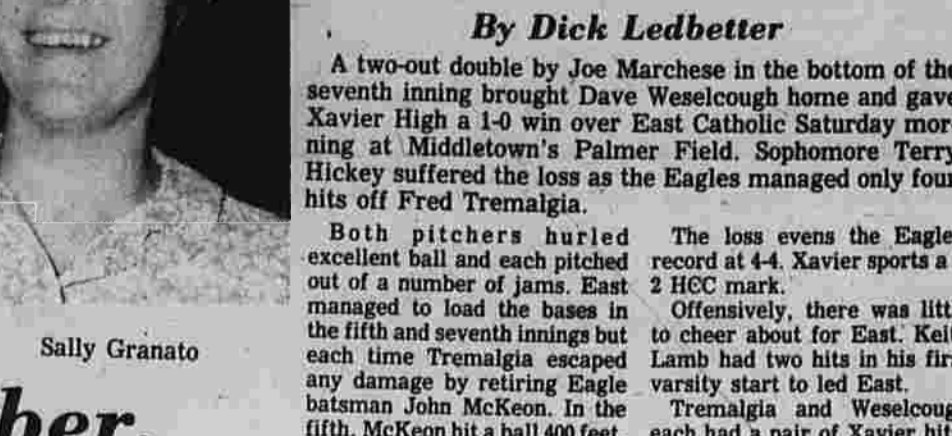 By Dick Ledbetter
A two-out double by Joe Marchese in the bottom of the
seventh inning brought Dave Weselcough home and gave
Xavier High a 1-0 win over East Catholic Saturday mor-
ning at Middletown's Palmer Field. Sophomore Terry
Hickey suffered the loss as the Eagles managed only four
hits off Fred Tremalgia.
Both pitchers hurled
excellent ball and each pitched
out of a number of jams. East
managed to load the bases in
the fifth and seventh innings but
each time Tremalgia escaped
any damage by retiring Eagle
batsman John McKeon. In the
fifth, McKeon hit a ball 400 feet
The loss evens the Eagle
record at 4-4. Xavier sports a
2 HCC mark.
Offensively, there was litt
to cheer about for East. Kei
Lamb had two hits in his fir
varsity start to led East.
Tremalgia and Weselcoug
each had a pair of Xavier hit
Sally Granato
ber